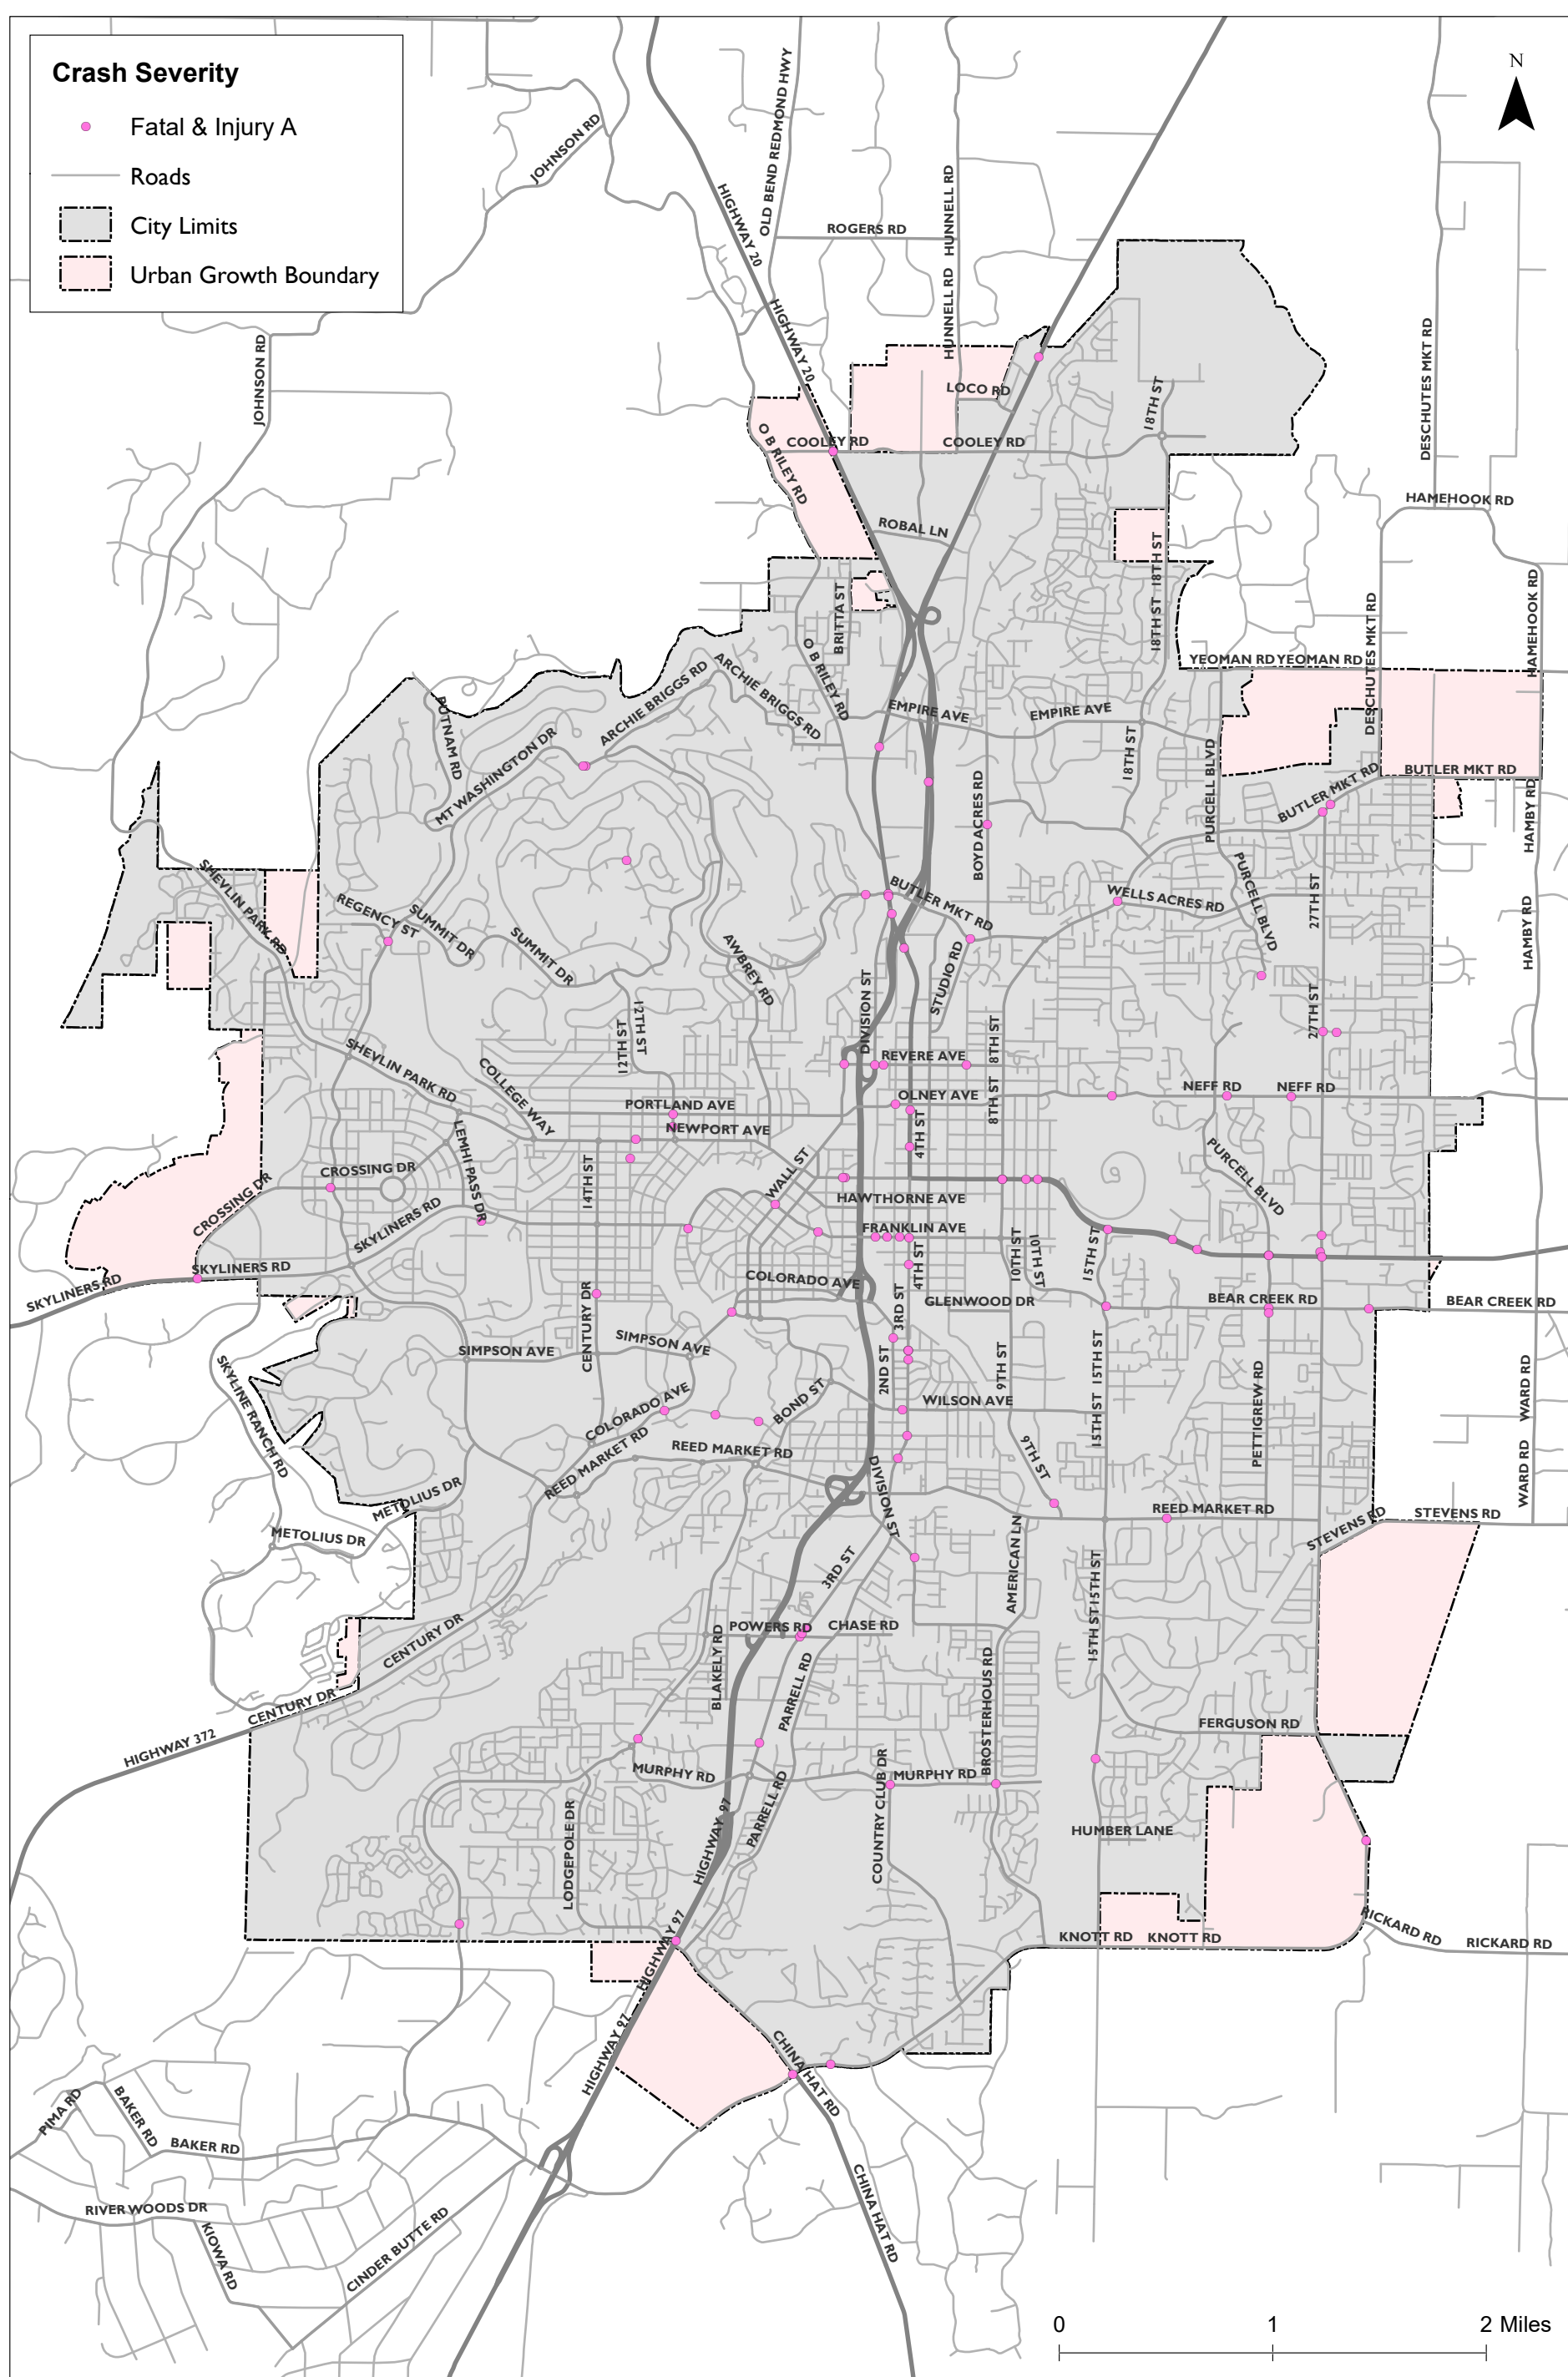 Crash Severity
Fatal & Injury A
Roads
City Limits
Urban Growth Boundary
N
JOHNSON RD
OLD BEND REDMOND HWY
HIGHWAY 20
ROGERS RD
HUNNELL RD
HUNNELL RD
HIGHWAY 20
JOHNSON RD
LOCO RD
18TH ST
DESCHUTES MKT RD
O B RILEY RD
COOLEY RD
COOLEY RD
HAMEHOOK RD
ROBAL LN
18TH ST
18TH ST
BRITTA ST
HAMEHOOK RD
DESCHUTES MKT RD
YEOMAN RD
YEOMAN RD
O B RILEY RD
ARCHIE BRIGGS RD
ARCHIE BRIGGS RD
PUTNAM RD
MT WASHINGTON DR
EMPIRE AVE
EMPIRE AVE
18TH ST
PURCELL BLVD
BUTLER MKT RD
BUTLER MKT RD
BOYD ACRES RD
HAMBY RD
SHEVLIN PARK RD
REGENCY ST
SUMMIT DR
SUMMIT DR
BUTLER MKT RD
WELLS ACRES RD
PURCELL BLVD
27TH ST
HAMBY RD
AWBREY RD
STUDIO RD
DIVISION ST
27TH ST
12TH ST
12TH ST
SHEVLIN PARK RD
COLLEGE WAY
REVERE AVE
8TH ST
8TH ST
PORTLAND AVE
OLNEY AVE
NEFF RD
NEFF RD
NEWPORT AVE
4TH ST
LEMHI PASS DR
CROSSING DR
CROSSING DR
14TH ST
WALL ST
HAWTHORNE AVE
PURCELL BLVD
SKYLINERS RD
FRANKLIN AVE
SKYLINERS RD
SKYLINERS RD
COLORADO AVE
4TH ST
10TH ST
10TH ST
15TH ST
GLENWOOD DR
BEAR CREEK RD
BEAR CREEK RD
3RD ST
CENTURY DR
SIMPSON AVE
SIMPSON AVE
2ND ST
9TH ST
15TH ST
15TH ST
PETTIGREW RD
WARD RD
SKYLINE RANCH RD
COLORADO AVE
BOND ST
WILSON AVE
REED MARKET RD
REED MARKET RD
9TH ST
WARD RD
DIVISION ST
METOLIUS DR
METOLIUS DR
REED MARKET RD
STEVENS RD
STEVENS RD
AMERICAN LN
3RD ST
15TH ST
15TH ST
CENTURY DR
POWERS RD
CHASE RD
BLAKELY RD
PARRELL RD
BROSTERHOUS RD
CENTURY DR
HIGHWAY 372
FERGUSON RD
MURPHY RD
MURPHY RD
COUNTRY CLUB DR
PARRELL RD
HIGHWAY 97
LODGEPOLE DR
HUMBER LANE
HIGHWAY 97
KNOTT RD
KNOTT RD
RICKARD RD
RICKARD RD
HIGHWAY 97
CHINA HAT RD
PIMA RD
BAKER RD
BAKER RD
RIVER WOODS DR
KIOWA RD
CINDER BUTTE RD
CHINA HAT RD
0 1 2 Miles